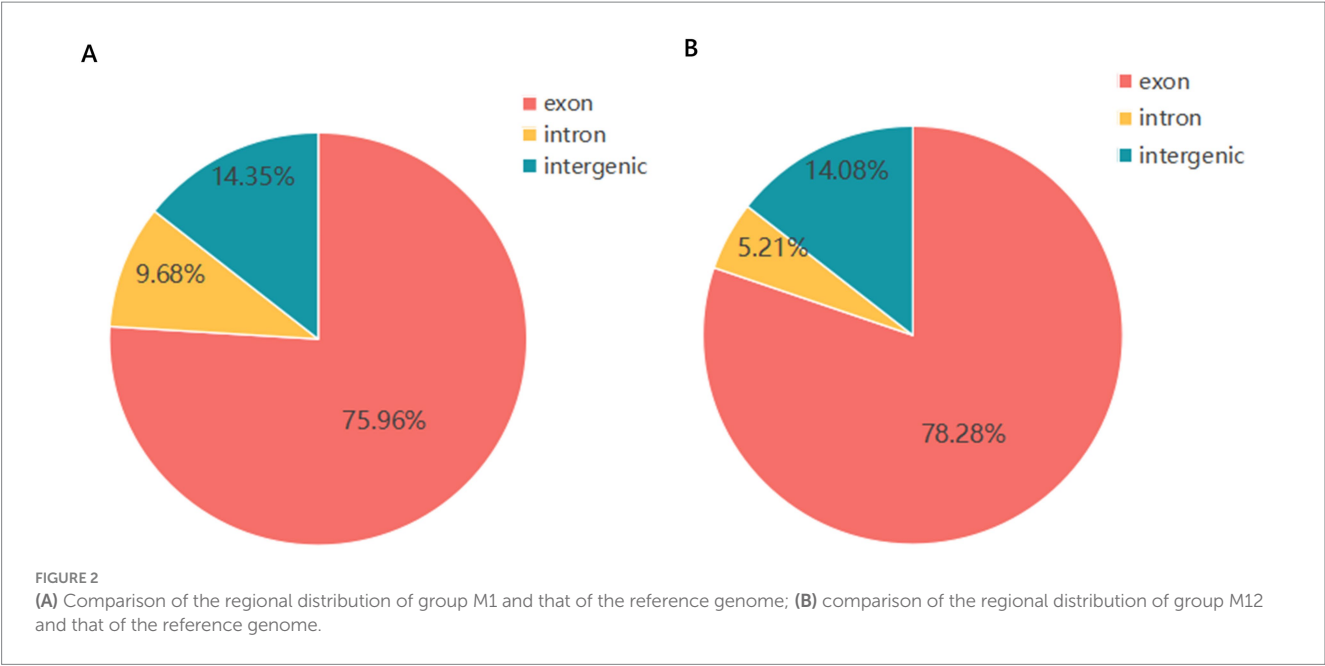 A
exon
intron
intergenic
14.35%
9.68%
75.96%
B
exon
intron
intergenic
14.08%
5.21%
78.28%
FIGURE 2
(A) Comparison of the regional distribution of group M1 and that of the reference genome; (B) comparison of the regional distribution of group M12
and that of the reference genome.